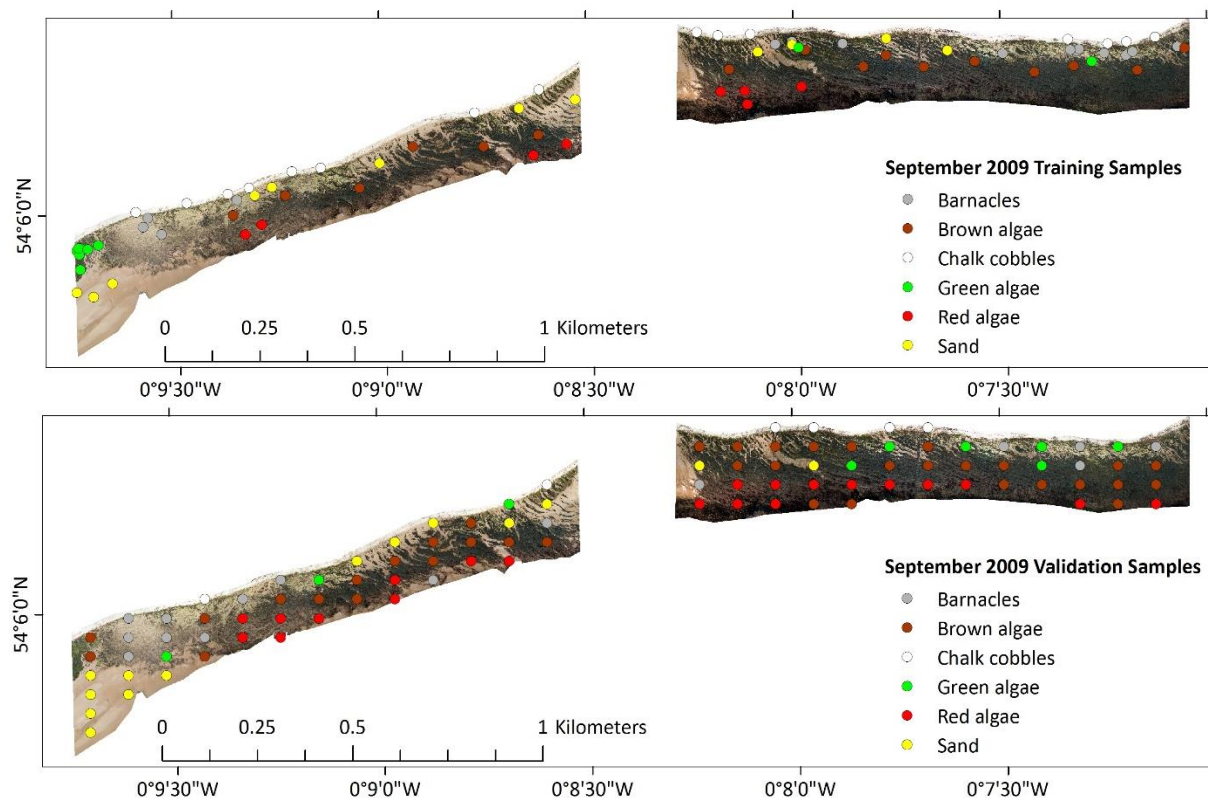 September 2009 Training Samples
Barnacles
Brown algae
Chalk cobbles
Green algae
Red algae
Sand
54°6'0"N
0 0.25 0.5 1 Kilometers
0°9'30"W 0°9'0"W 0°8'30"W 0°8'0"W 0°7'30"W
September 2009 Validation Samples
Barnacles
Brown algae
Chalk cobbles
Green algae
Red algae
Sand
54°6'0"N
0 0.25 0.5 1 Kilometers
0°9'30"W 0°9'0"W 0°8'30"W 0°8'0"W 0°7'30"W